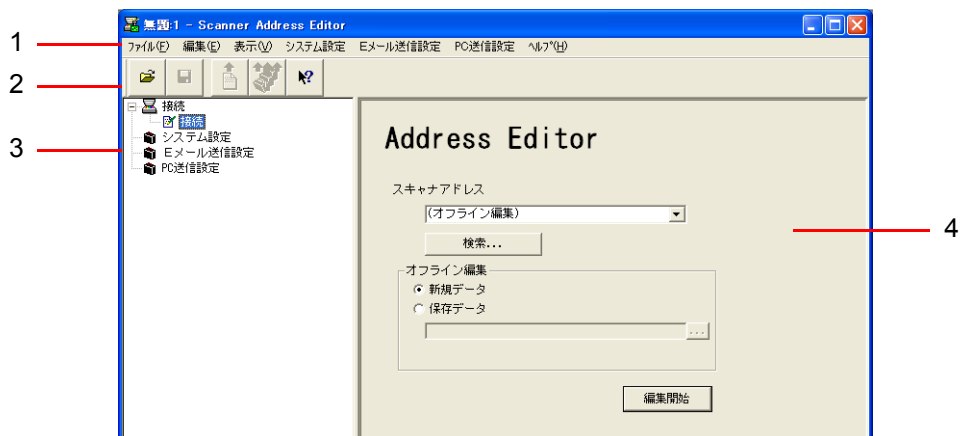 無題:1 - Scanner Address Editor
1
ファイル(F) 編集(E) 表示(V) システム設定 Eメール送信設定 PC送信設定 ヘルプ(H)
2
接続
接続
3
システム設定
Eメール送信設定
PC送信設定
Address Editor
スキャナアドレス
(オフライン編集)
4
検索...
オフライン編集
新規データ
保存データ
...
編集開始